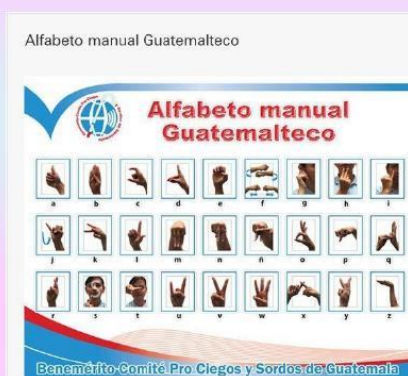 Alfabeto manual Guatemalteco
Alfabeto manual
Guatemalteco
a b c d e f g h i
j k l m n ñ o p q
r s t u v w x y z
Benemérito Comité Pro Ciegos y Sordos de Guatemala